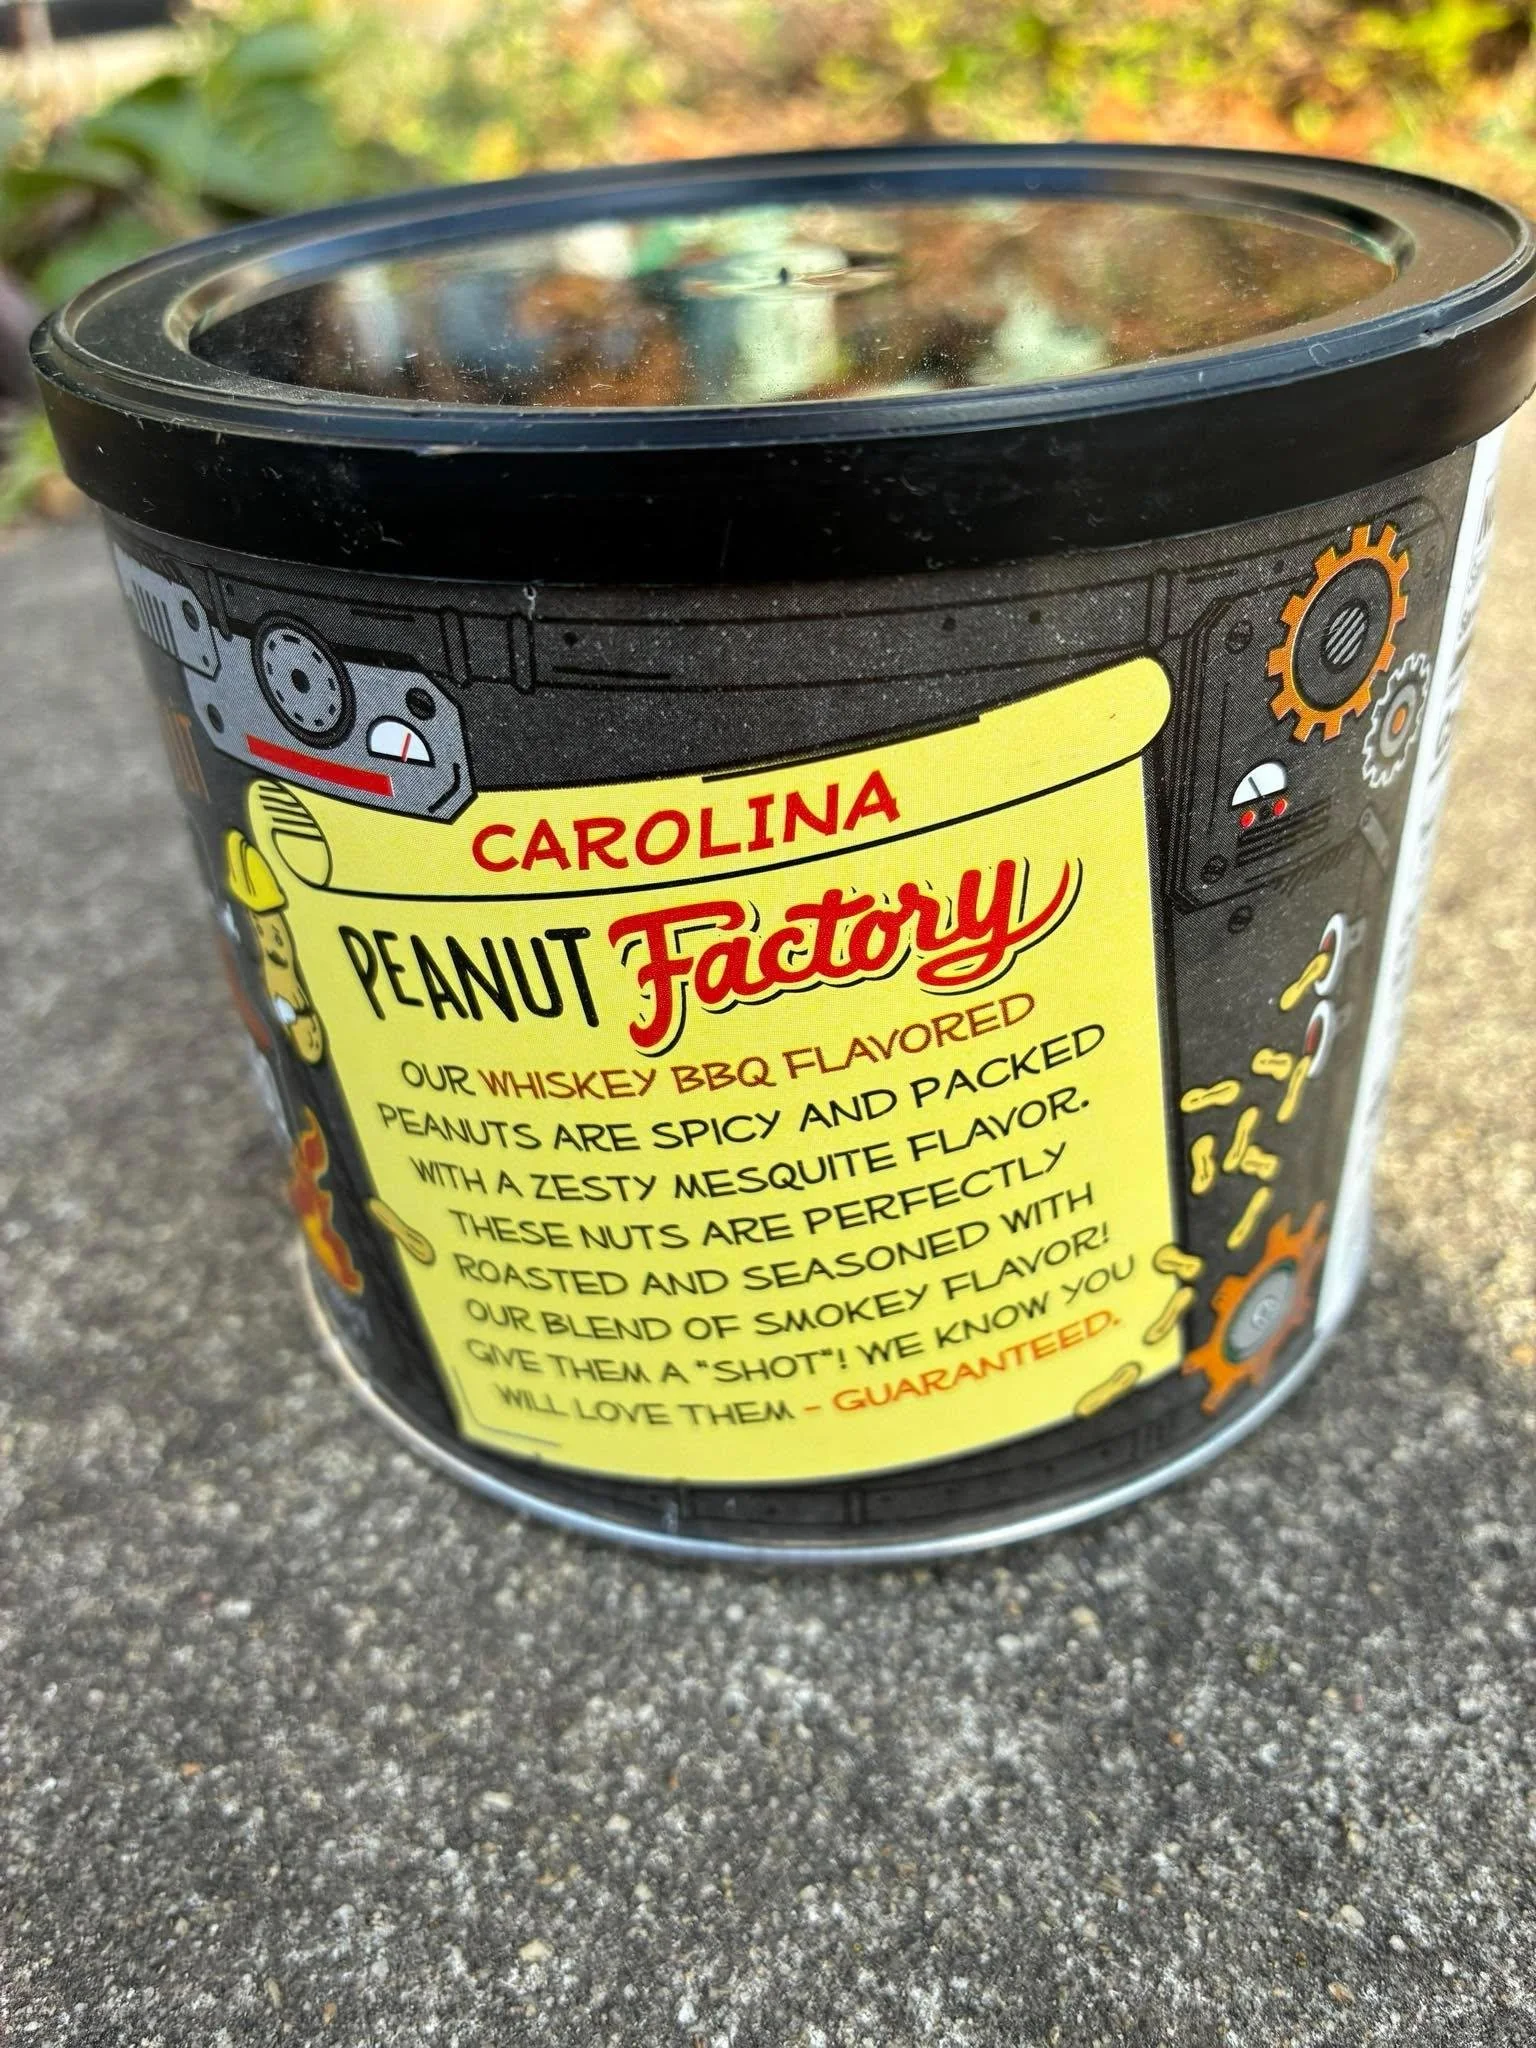 CAROLINA
PEANUT Factory
OUR WHISKEY BBQ FLAVORED
PEANUTS ARE SPICY AND PACKED
WITH A ZESTY MESQUITE FLAVOR.
THESE NUTS ARE PERFECTLY
ROASTED AND SEASONED WITH
OUR BLEND OF SMOKEY FLAVOR!
GIVE THEM A "SHOT"! WE KNOW YOU
WILL LOVE THEM - GUARANTEED.